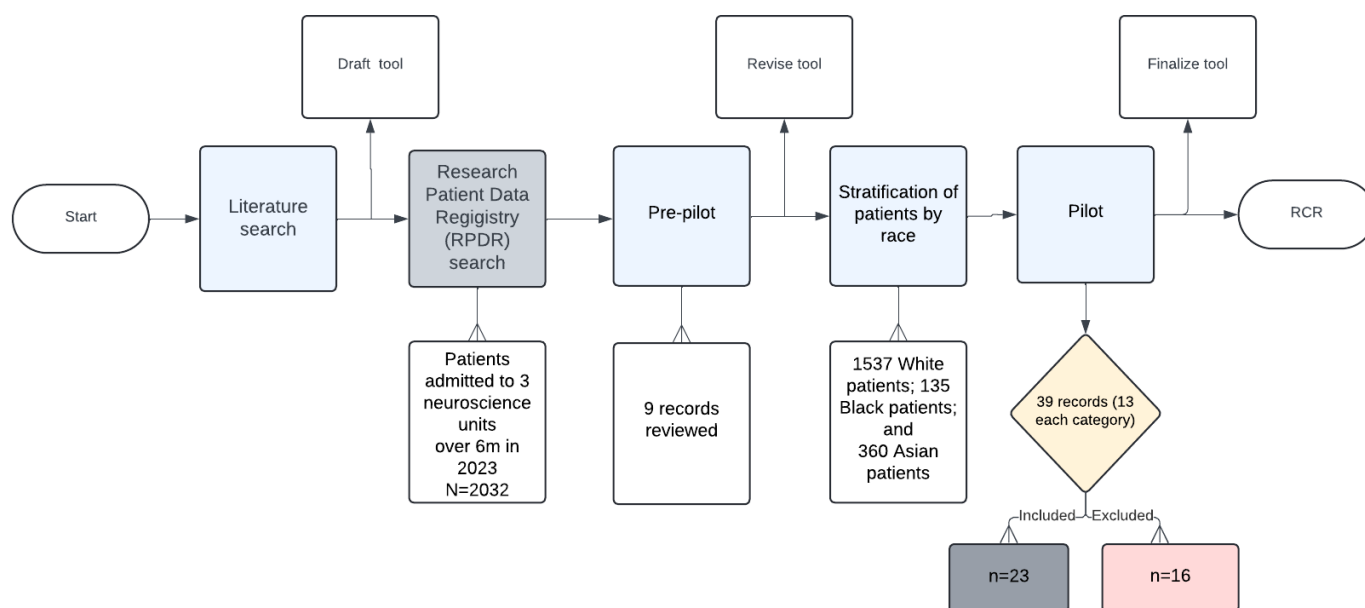 Draft tool
Revise tool
Finalize tool
Start
Literature
search
Research
Patient Data
Regigistry
(RPDR)
search
Pre-pilot
Stratification of
patients by
race
Pilot
RCR
Patients
admitted to 3
neuroscience
units
over 6m in
2023
N=2032
9 records
reviewed
1537 White
patients; 135
Black patients;
and
360 Asian
patients
39 records (13
each category)
Included
Excluded
n=23
n=16